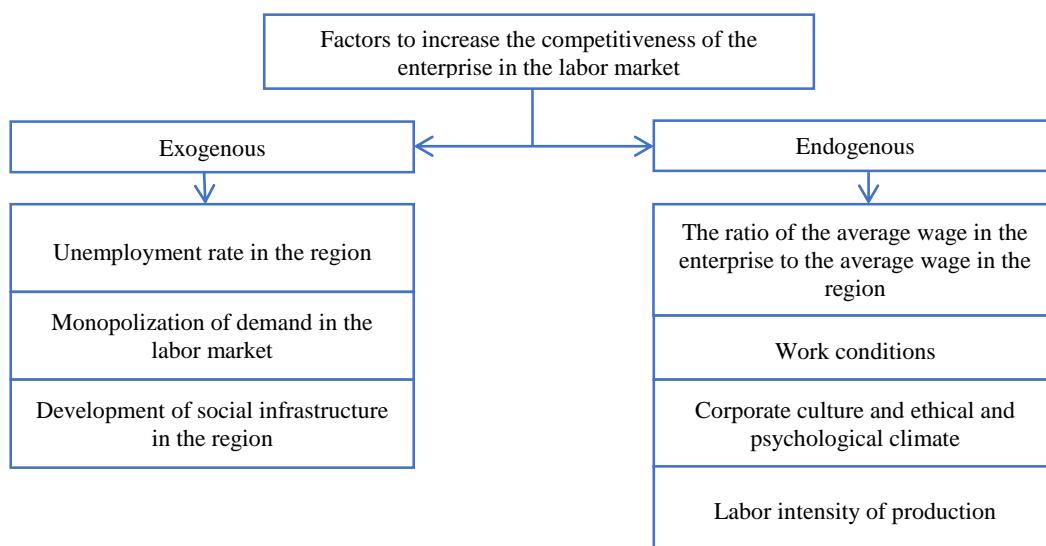 Factors to increase the competitiveness of the
enterprise in the labor market
Exogenous
Unemployment rate in the region
Monopolization of demand in the
labor market
Development of social infrastructure
in the region
Endogenous
The ratio of the average wage in the
enterprise to the average wage in the
region
Work conditions
Corporate culture and ethical and
psychological climate
Labor intensity of production